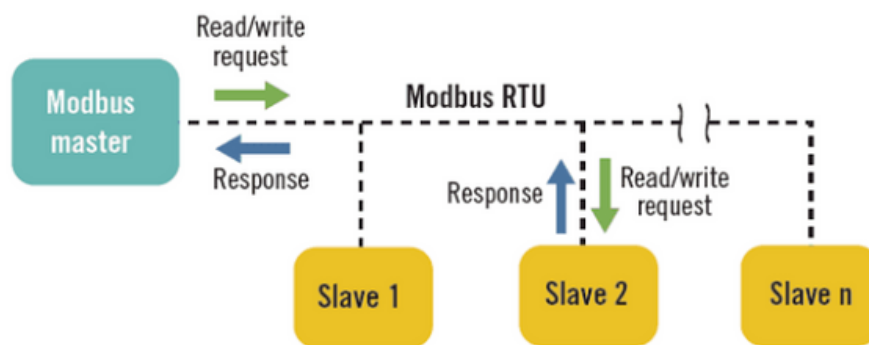 Read/write
request
Modbus
master
Modbus RTU
Response
Response
Read/write
request
Slave 1
Slave 2
Slave n